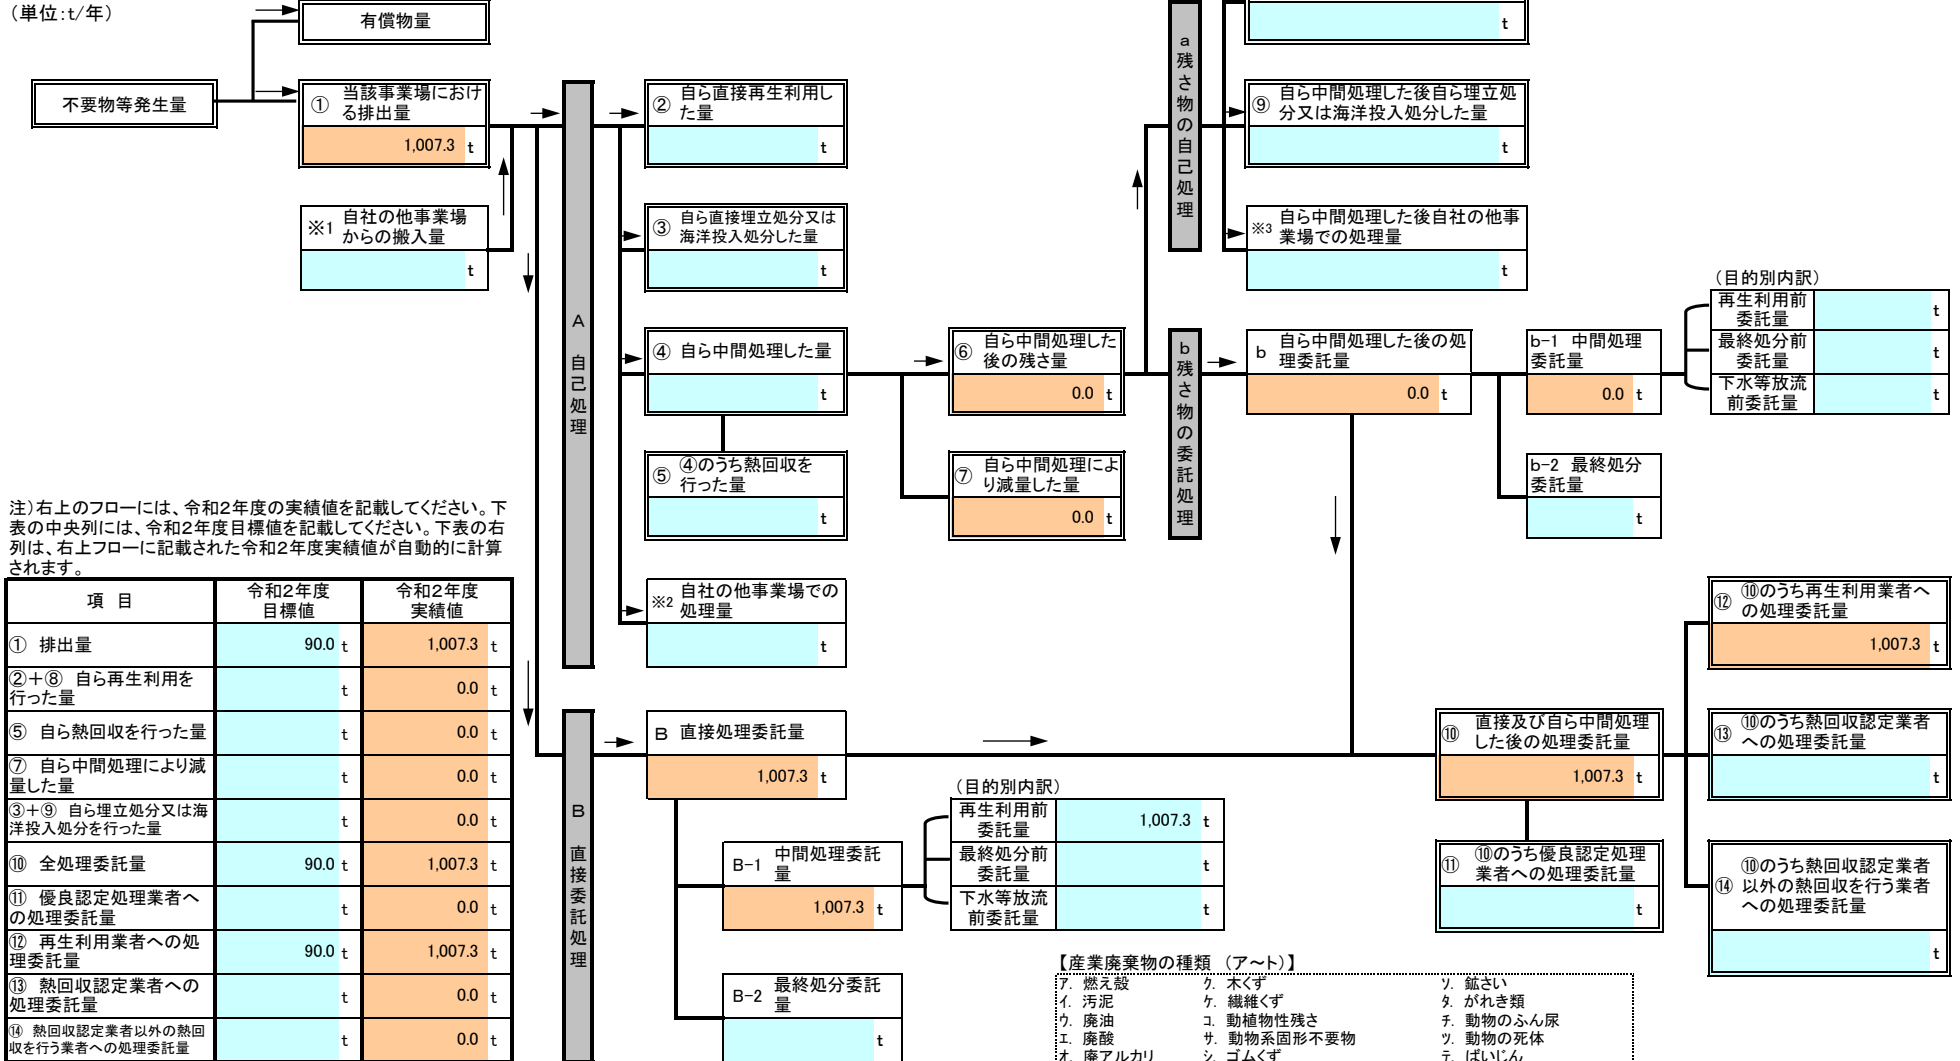 （単位：t/年）
有償物量
不要物等発生量
① 当該事業場におけ
る排出量
1,007.3 t
※1 自社の他事業場
からの搬入量
t
A 自己処理
② 自ら直接再生利用し
た量
t
③ 自ら直接埋立処分又は
海洋投入処分した量
t
④ 自ら中間処理した量
t
⑤ ④のうち熱回収を
行った量
t
※2 自社の他事業場での
処理量
t
⑥ 自ら中間処理した
後の残さ量
0.0 t
⑦ 自ら中間処理によ
り減量した量
0.0 t
a 残さ物の自己処理
t
⑨ 自ら中間処理した後自ら埋立処
分又は海洋投入処分した量
t
※3 自ら中間処理した後自社の他事
業場での処理量
t
b 残さ物の委託処理
b 自ら中間処理した後の処
理委託量
0.0 t
b-1 中間処理
委託量
0.0 t
（目的別内訳）
再生利用前
委託量
t
最終処分前
委託量
t
下水等放流
前委託量
t
b-2 最終処分
委託量
t
注）右上のフローには、令和2年度の実績値を記載してください。下
表の中央列には、令和2年度目標値を記載してください。下表の右
列は、右上フローに記載された令和2年度実績値が自動的に計算
されます。
項 目 令和2年度 目標値 令和2年度 実績値
① 排出量 90.0 t 1,007.3 t
②＋⑧ 自ら再生利用を
行った量 t 0.0 t
⑤ 自ら熱回収を行った量 t 0.0 t
⑦ 自ら中間処理により減
量した量 t 0.0 t
③＋⑨ 自ら埋立処分又は海
洋投入処分を行った量 t 0.0 t
⑩ 全処理委託量 90.0 t 1,007.3 t
⑪ 優良認定処理業者へ
の処理委託量 t 0.0 t
⑫ 再生利用業者への処
理委託量 90.0 t 1,007.3 t
⑬ 熱回収認定業者への
処理委託量 t 0.0 t
⑭ 熱回収認定業者以外の熱回
収を行う業者への処理委託量 t 0.0 t
B 直接委託処理
B 直接処理委託量
1,007.3 t
B-1 中間処理委託
量
1,007.3 t
B-2 最終処分委託
量
t
（目的別内訳）
再生利用前
委託量
1,007.3 t
最終処分前
委託量
t
下水等放流
前委託量
t
⑩ 直接及び自ら中間処理
した後の処理委託量
1,007.3 t
⑪ ⑩のうち優良認定処理
業者への処理委託量
t
⑫ ⑩のうち再生利用業者へ
の処理委託量
1,007.3 t
⑬ ⑩のうち熱回収認定業者
への処理委託量
t
⑭ ⑩のうち熱回収認定業者
以外の熱回収を行う業者
への処理委託量
t
【産業廃棄物の種類 （ア～ト）】
ｱ. 燃え殻 ｸ. 木くず ｿ. 鉱さい
ｲ. 汚泥 ｹ. 繊維くず ﾀ. がれき類
ｳ. 廃油 ｺ. 動植物性残さ ﾁ. 動物のふん尿
ｴ. 廃酸 ｻ. 動物系固形不要物 ﾂ. 動物の死体
ｵ. 廃アルカリ ｼ. ゴムくず ﾃ. ばいじん